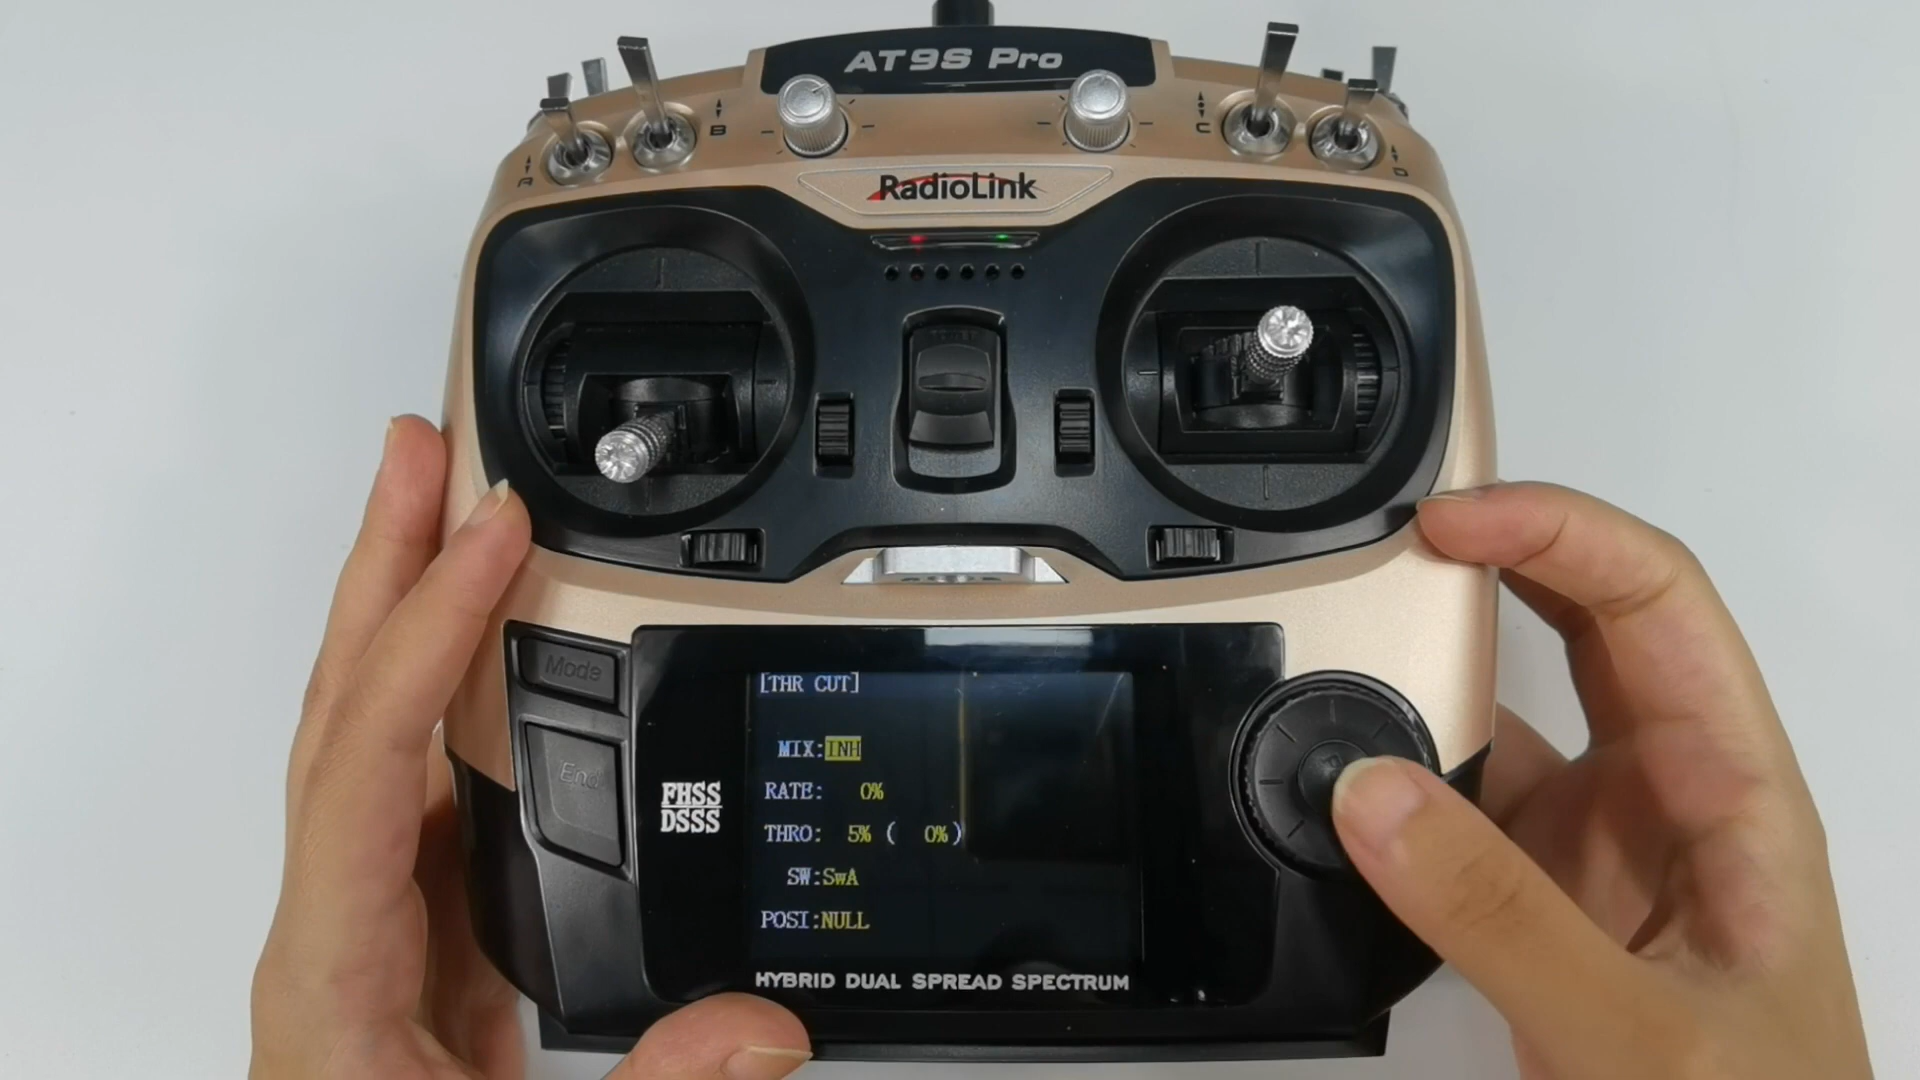 AT9S Pro
B
C
A
D
RadioLink
Mode
End
FHSS
DSSS
[THR CUT]
MIX:INH
RATE: 0%
THRO: 5% ( 0%)
SW:SwA
POSI:NULL
HYBRID DUAL SPREAD SPECTRUM